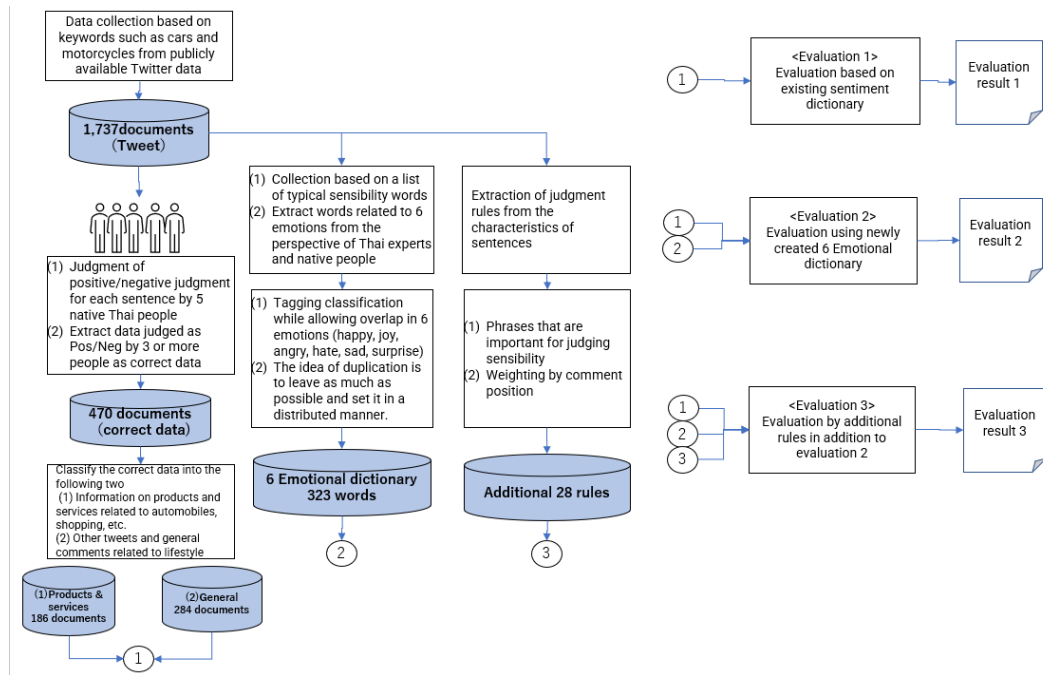 Data collection based on
keywords such as cars and
motorcycles from publicly
available Twitter data
1,737documents
(Tweet)
(1) Judgment of
positive/negative judgment
for each sentence by 5
native Thai people
(2) Extract data judged as
Pos/Neg by 3 or more
people as correct data
470 documents
(correct data)
Classify the correct data into the
following two
(1) Information on products and
services related to automobiles,
shopping, etc.
(2) Other tweets and general
comments related to lifestyle
(1)Products &
services
186 documents
(2)General
284 documents
1
(1) Collection based on a list
of typical sensibility words
(2) Extract words related to 6
emotions from the
perspective of Thai experts
and native people
(1) Tagging classification
while allowing overlap in 6
emotions (happy, joy,
angry, hate, sad, surprise)
(2) The idea of duplication is
to leave as much as
possible and set it in a
distributed manner.
6 Emotional dictionary
323 words
2
Extraction of judgment
rules from the
characteristics of
sentences
(1) Phrases that are
important for judging
sensibility
(2) Weighting by comment
position
Additional 28 rules
3
1
<Evaluation 1>
Evaluation based on
existing sentiment
dictionary
Evaluation
result 1
1
2
<Evaluation 2>
Evaluation using newly
created 6 Emotional
dictionary
Evaluation
result 2
1
2
3
<Evaluation 3>
Evaluation by additional
rules in addition to
evaluation 2
Evaluation
result 3